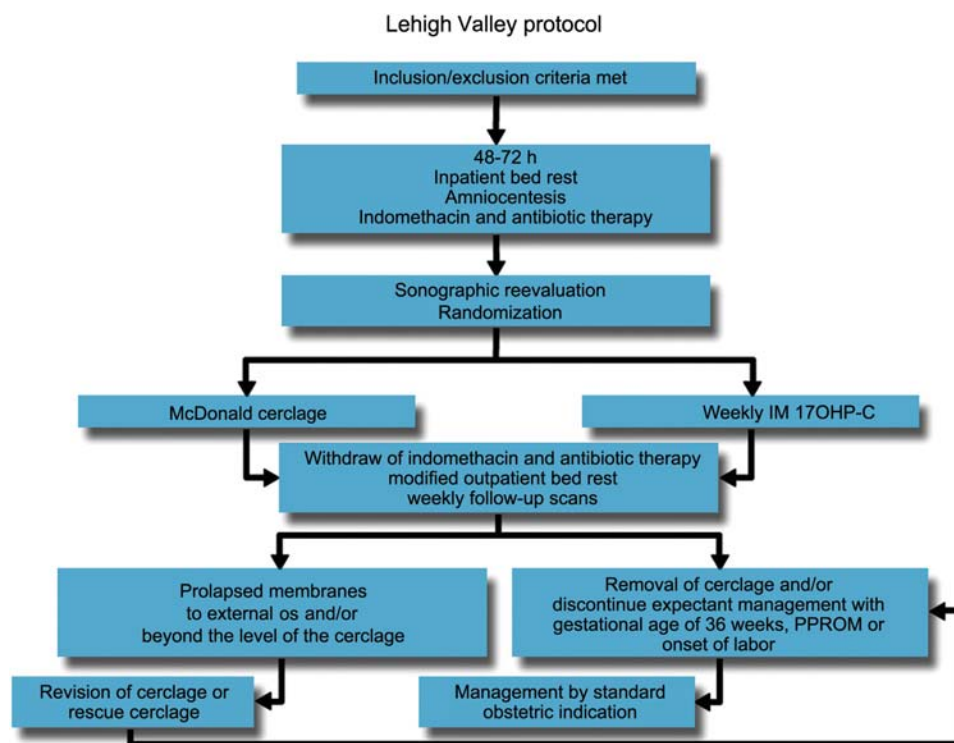 Lehigh Valley protocol
Inclusion/exclusion criteria met
48-72 h
Inpatient bed rest
Amniocentesis
Indomethacin and antibiotic therapy
Sonographic reevaluation
Randomization
McDonald cerclage
Weekly IM 17OHP-C
Withdraw of indomethacin and antibiotic therapy
modified outpatient bed rest
weekly follow-up scans
Prolapsed membranes
to external os and/or
beyond the level of the cerclage
Removal of cerclage and/or
discontinue expectant management with
gestational age of 36 weeks, PPROM or
onset of labor
Revision of cerclage or
rescue cerclage
Management by standard
obstetric indication